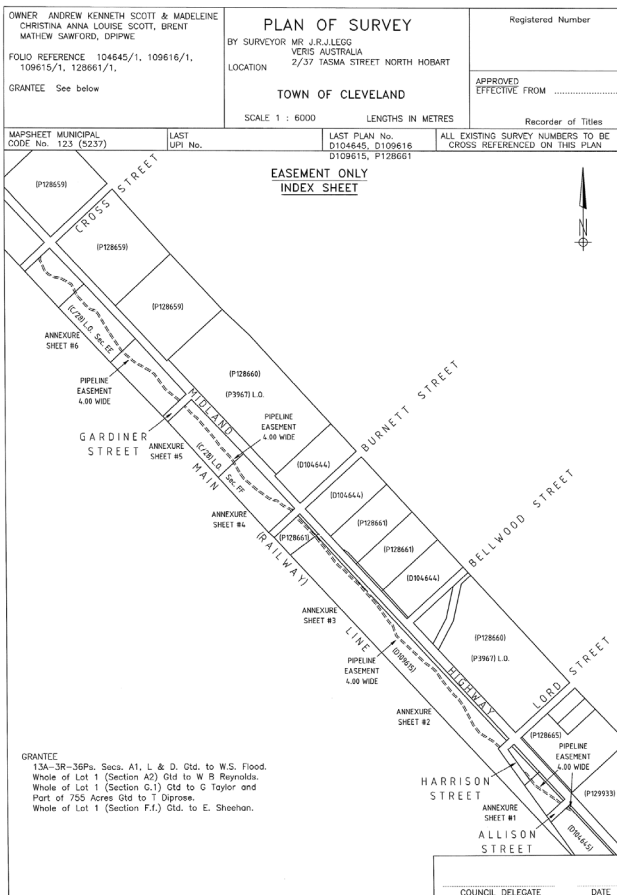 OWNER ANDREW KENNETH SCOTT & MADELEINE
CHRISTINA ANNA LOUISE SCOTT, BRENT
MATHEW SAWFORD, DPIPWE
FOLIO REFERENCE 104645/1, 109616/1,
109615/1, 128661/1,
GRANTEE See below
PLAN OF SURVEY
BY SURVEYOR MR J.R.J.LEGG
VERIS AUSTRALIA
2/37 TASMA STREET NORTH HOBART
LOCATION
TOWN OF CLEVELAND
SCALE 1 : 6000 LENGTHS IN METRES
Registered Number
APPROVED
EFFECTIVE FROM ....................
Recorder of Titles
MAPSHEET MUNICIPAL
CODE No. 123 (5237)
LAST
UPI No.
LAST PLAN No.
D104645, D109616
D109615, P128661
ALL EXISTING SURVEY NUMBERS TO BE
CROSS REFERENCED ON THIS PLAN
EASEMENT ONLY
INDEX SHEET
N
(P128659)
CROSS STREET
(P128659)
(P128659)
(C/28) L.O. Sec. EE
ANNEXURE
SHEET #6
PIPELINE
EASEMENT
4.00 WIDE
(P128660)
(P3967) L.O.
MIDLAND
BURNETT STREET
PIPELINE
EASEMENT
4.00 WIDE
GARDINER
STREET
ANNEXURE
SHEET #5
(C/28) L.O. Sec. FF
MAIN
(D104644)
(D104644)
ANNEXURE
SHEET #4
(P128661)
(P128661)
(P128661)
(D104644)
BELLWOOD STREET
(RAILWAY)
ANNEXURE
SHEET #3
LINE
PIPELINE
EASEMENT
4.00 WIDE
(D109615)
(P128660)
(P3967) L.O.
HIGHWAY
LORD STREET
ANNEXURE
SHEET #2
(P128665)
PIPELINE
EASEMENT
4.00 WIDE
HARRISON
STREET
(P129933)
ANNEXURE
SHEET #1
ALLISON
STREET
(D104645)
GRANTEE
13A-3R-36Ps. Secs. A1, L & D. Gtd. to W.S. Flood.
Whole of Lot 1 (Section A2) Gtd to W B Reynolds.
Whole of Lot 1 (Section G.1) Gtd to G Taylor and
Part of 755 Acres Gtd to T Diprose.
Whole of Lot 1 (Section F.f.) Gtd. to E. Sheehan.
COUNCIL DELEGATE DATE